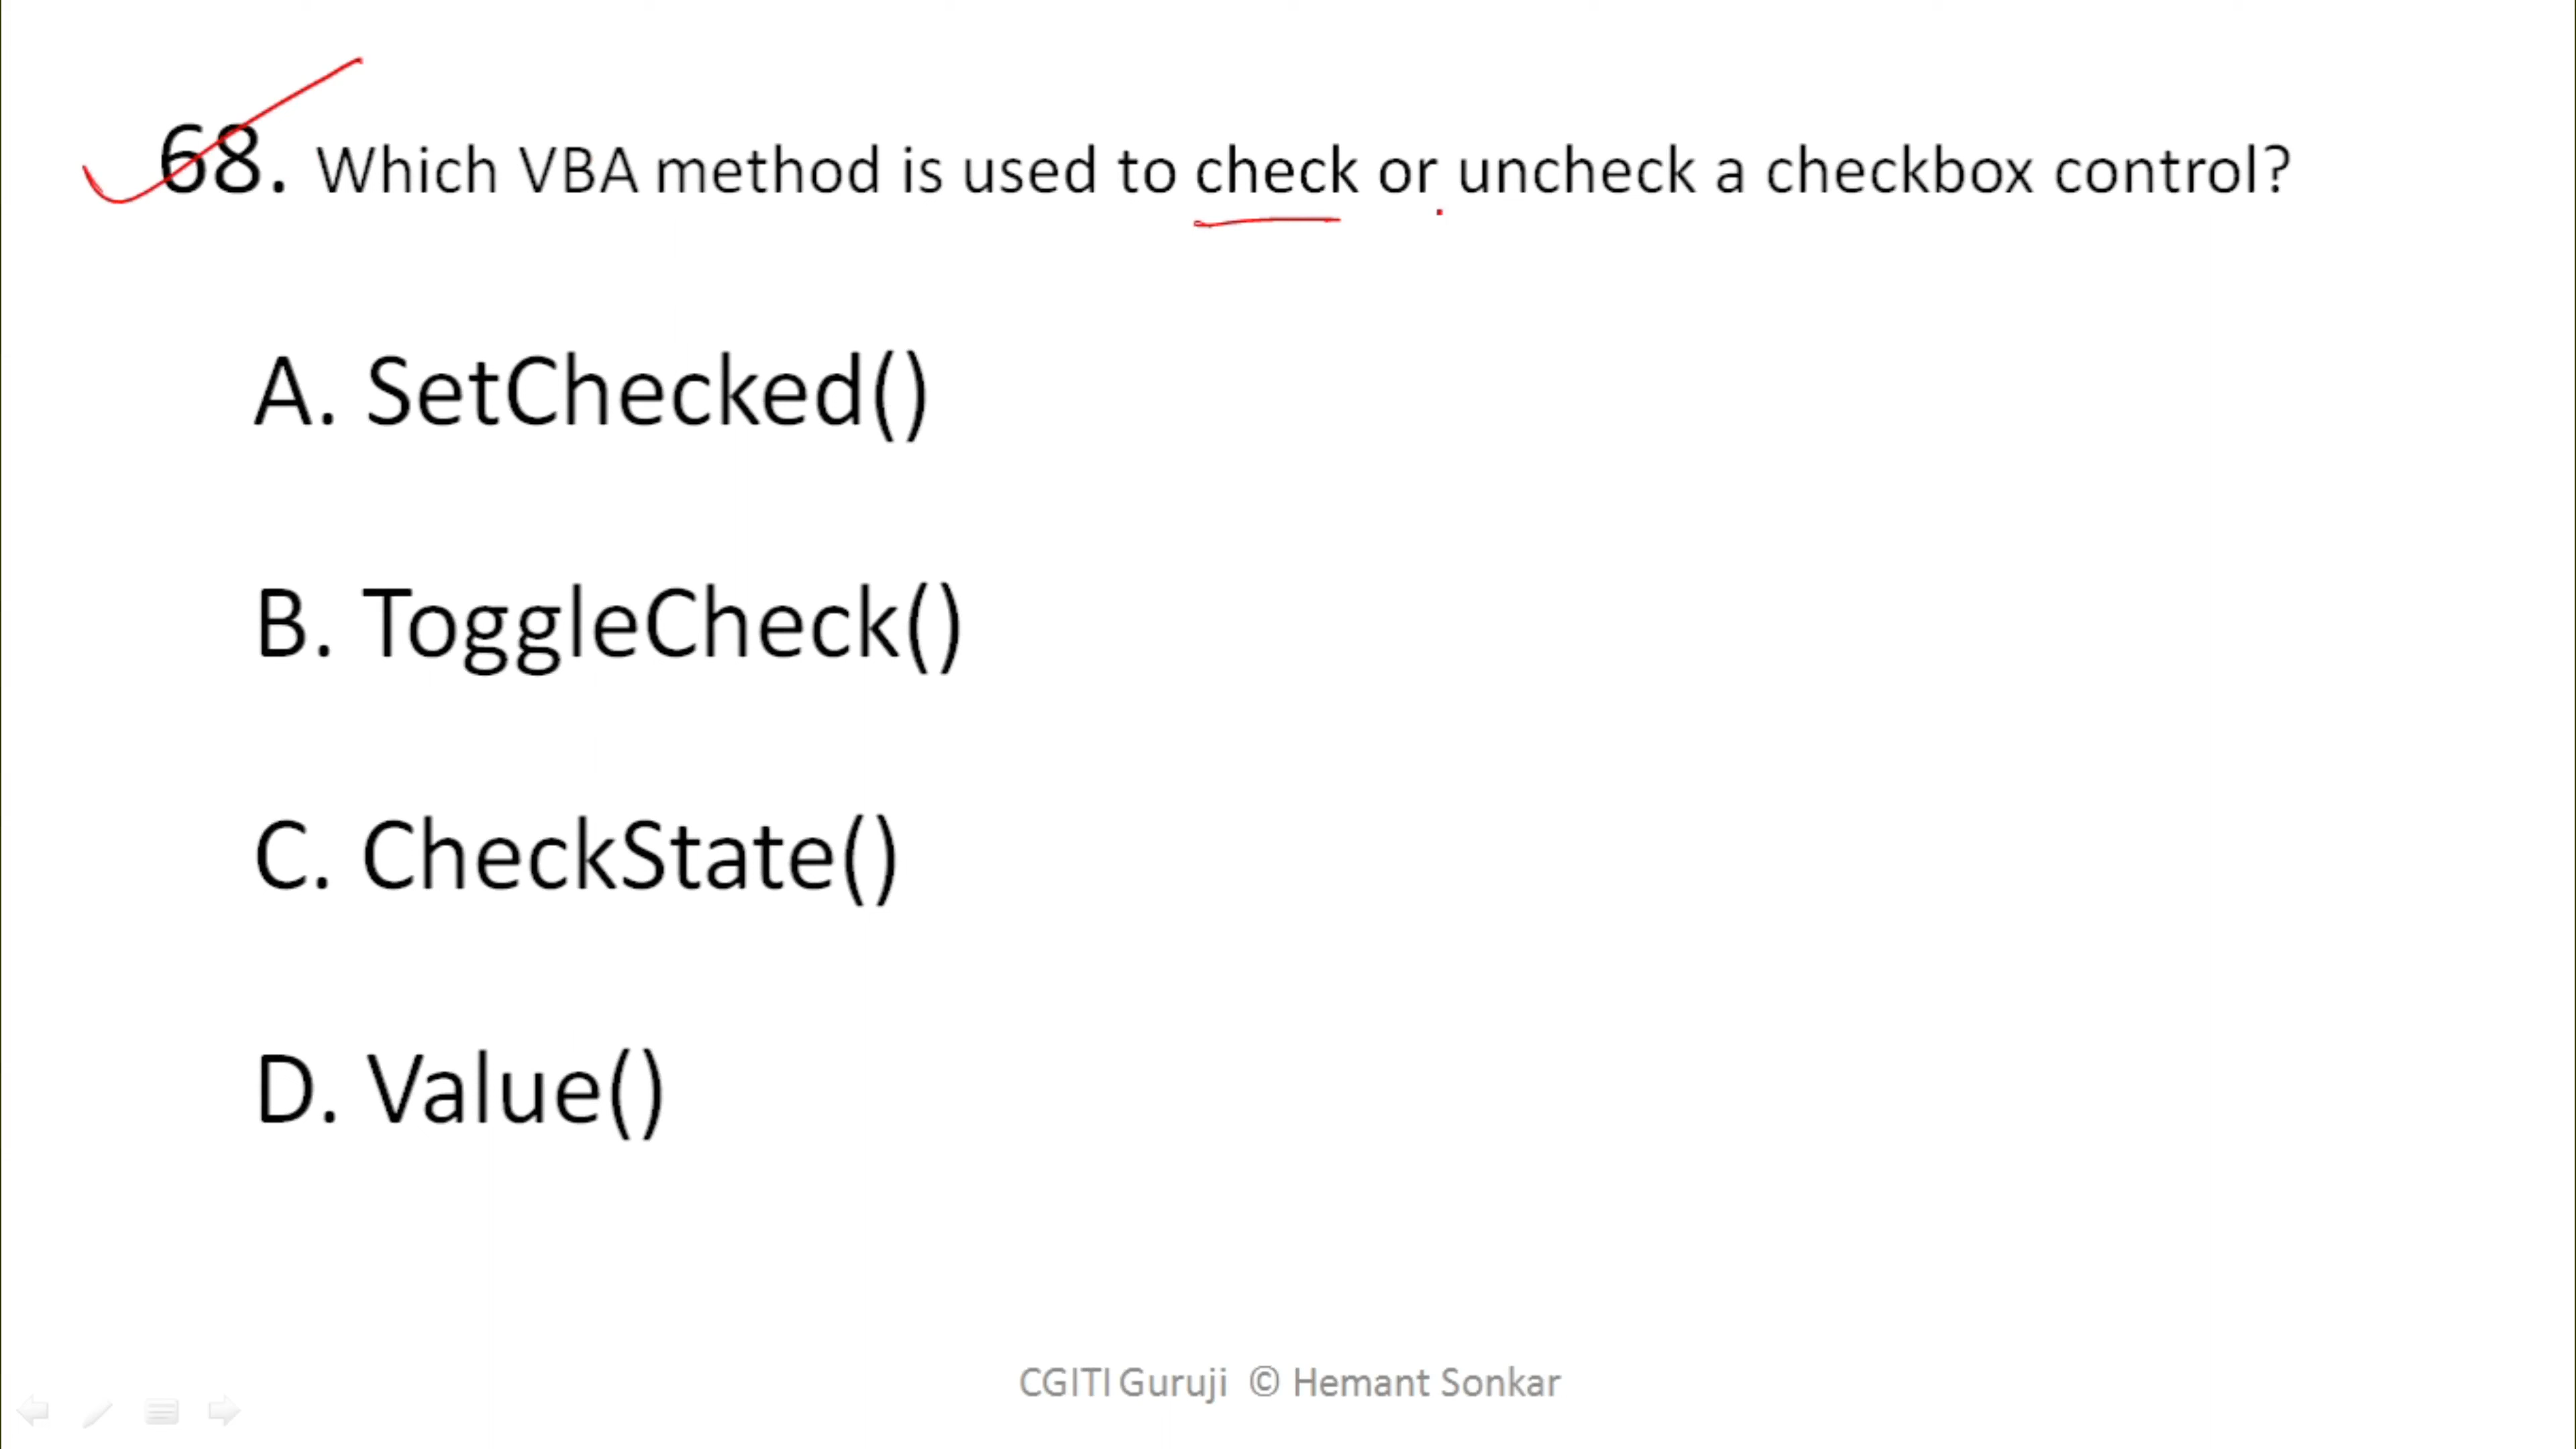 68. Which VBA method is used to check or uncheck a checkbox control?
A. SetChecked()
B. ToggleCheck()
C. CheckState()
D. Value()
CGITI Guruji © Hemant Sonkar